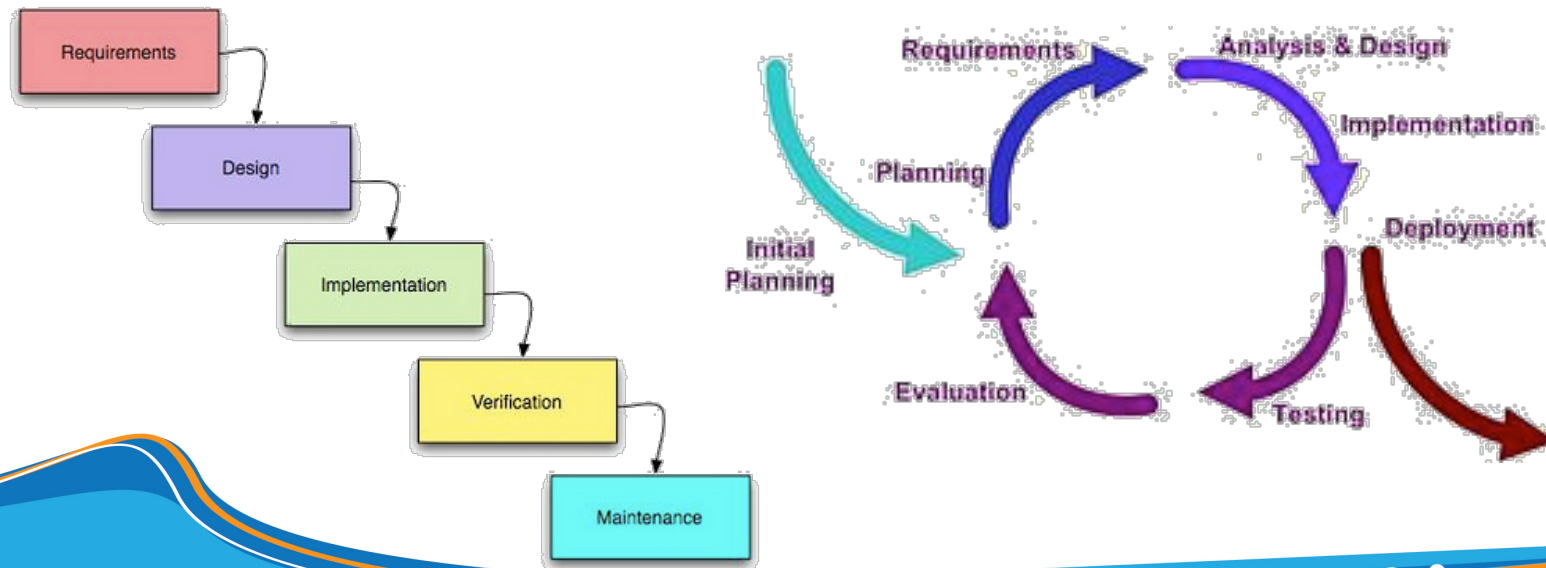 Requirements
Design
Implementation
Verification
Maintenance
Requirements
Analysis & Design
Implementation
Planning
Deployment
Initial
Planning
Evaluation
Testing